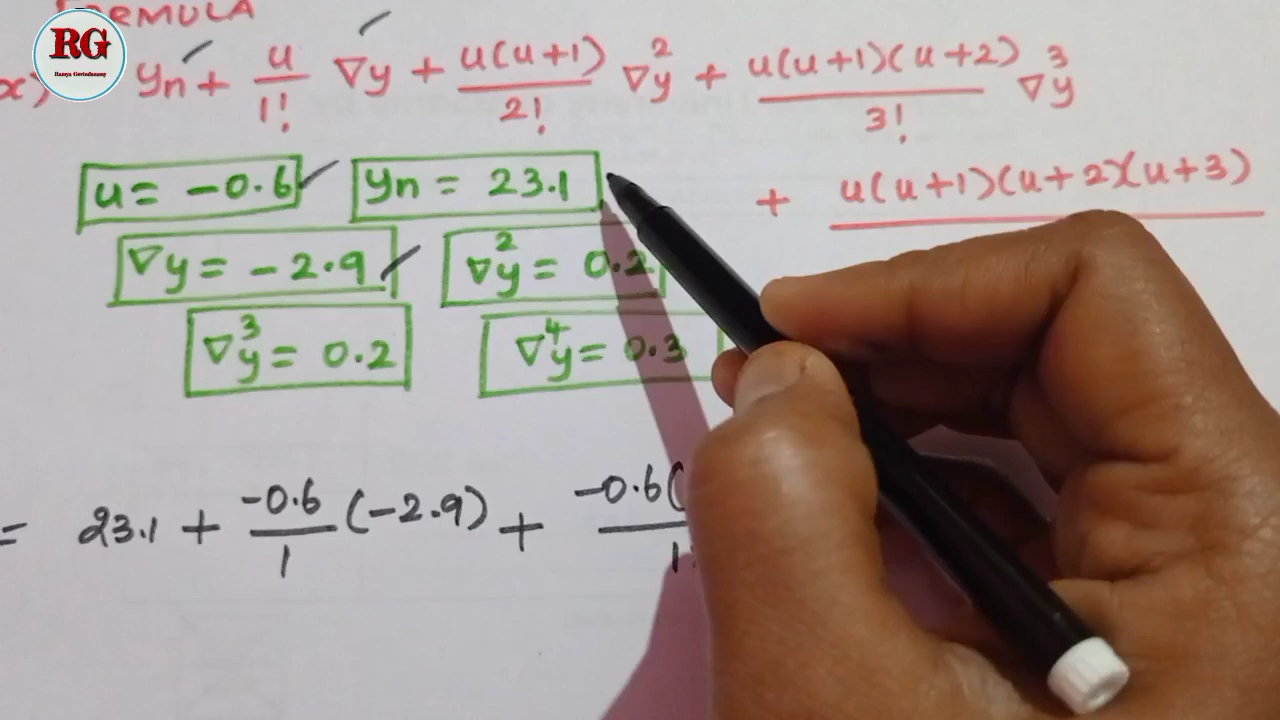 FORMULA
RG
Ramya Govindasamy
x) yn + u/1! ∇y + u(u+1)/2! ∇²y + u(u+1)(u+2)/3! ∇³y
+ u(u+1)(u+2)(u+3)
u = -0.6 ✓ yn = 23.1
∇y = -2.9 ✓ ∇²y = 0.2
∇³y = 0.2 ∇⁴y = 0.3
= 23.1 + -0.6/1 (-2.9) + -0.6(